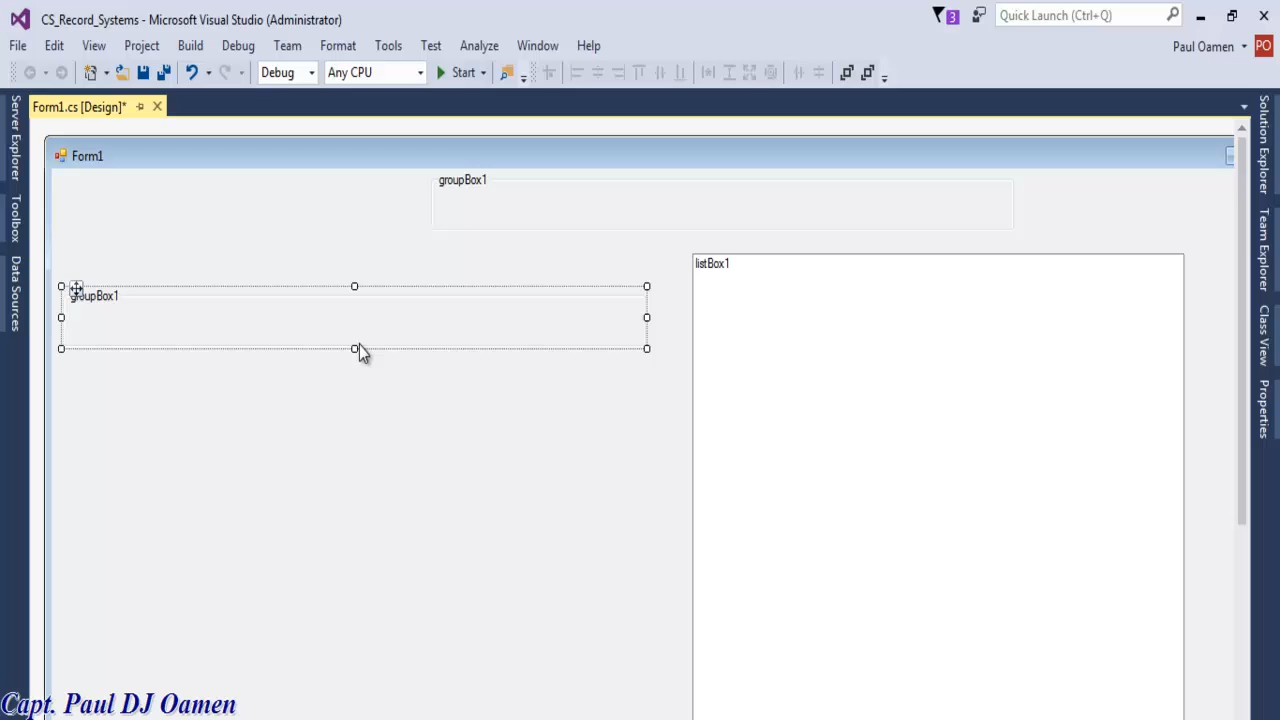 CS_Record_Systems - Microsoft Visual Studio (Administrator)
3
Quick Launch (Ctrl+Q)
File Edit View Project Build Debug Team Format Tools Test Analyze Window Help
Paul Oamen
PO
Debug
Any CPU
Start
Form1.cs [Design]*
Server Explorer
Toolbox
Data Sources
Form1
groupBox1
listBox1
groupBox1
Solution Explorer
Team Explorer
Class View
Properties
Capt. Paul DJ Oamen